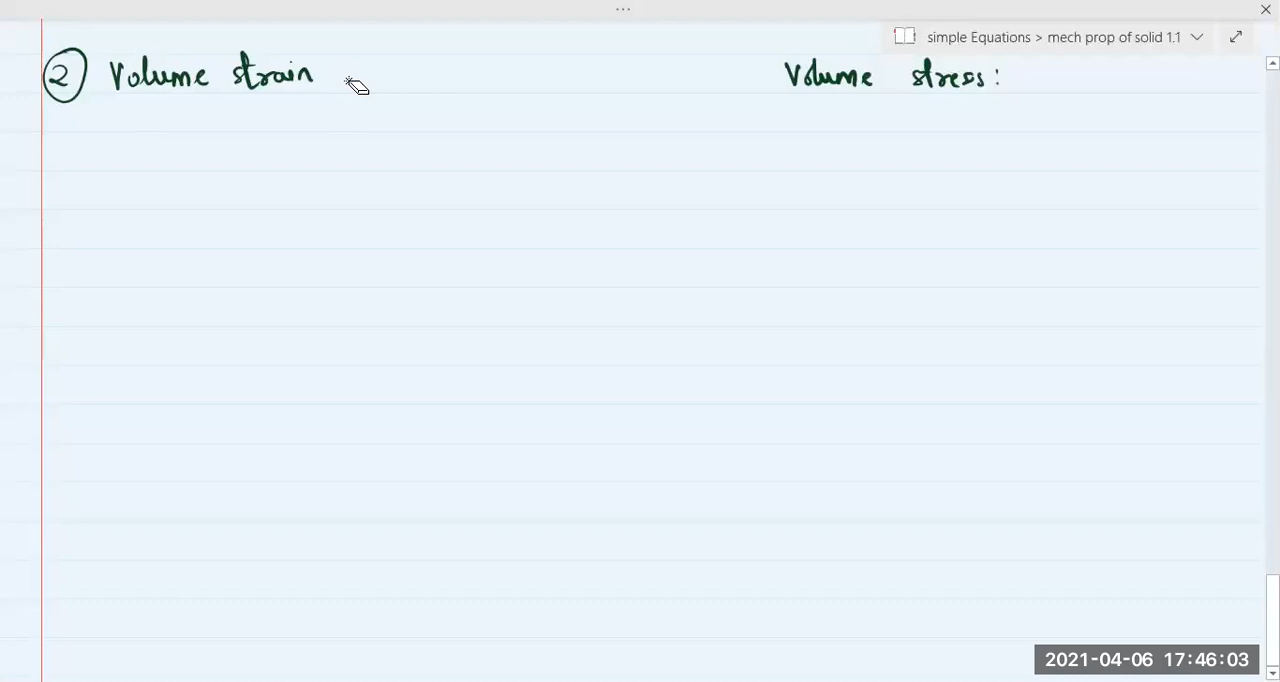 ...
simple Equations > mech prop of solid 1.1
② Volume strain
Volume stress:
2021-04-06 17:46:03